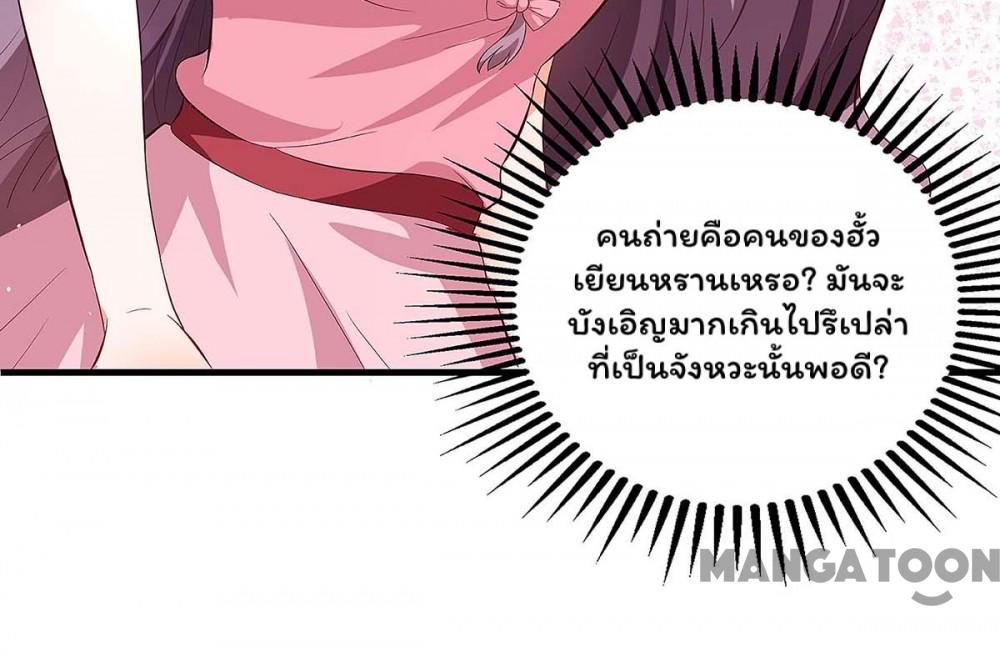 คนถ่ายคือคนของฮั้ว
เยียนหรานเหรอ? มันจะ
บังเอิญมากเกินไปรึเปล่า
ที่เป็นจังหวะนั้นพอดี?
MANGATOON